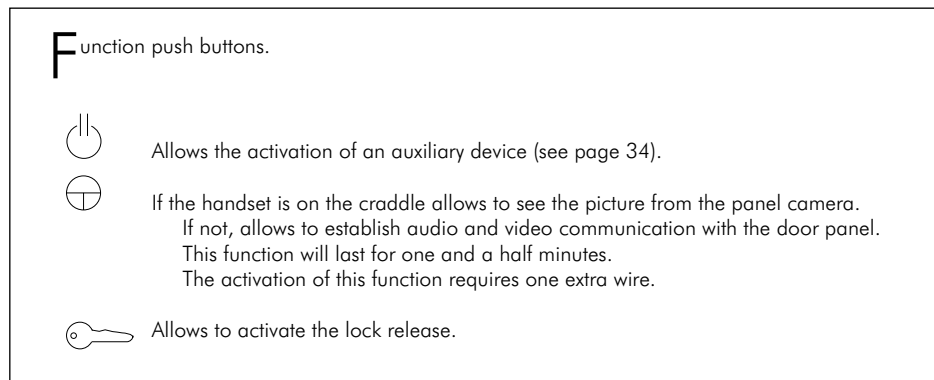 Function push buttons.
Allows the activation of an auxiliary device (see page 34).
If the handset is on the craddle allows to see the picture from the panel camera.
If not, allows to establish audio and video communication with the door panel.
This function will last for one and a half minutes.
The activation of this function requires one extra wire.
Allows to activate the lock release.